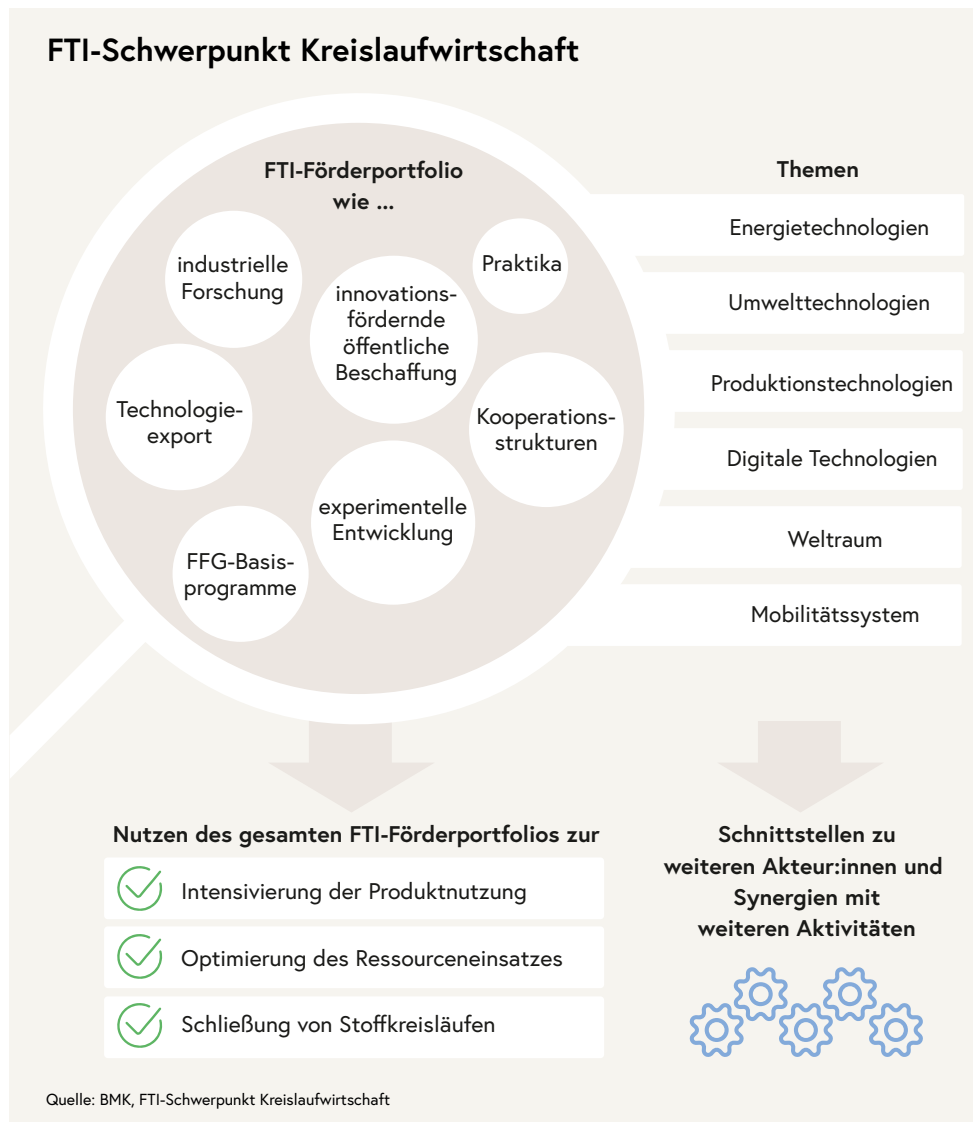 FTI-Schwerpunkt Kreislaufwirtschaft
FTI-Förderportfolio
wie ...
industrielle
Forschung
innovations-
fördernde
öffentliche
Beschaffung
Praktika
Technologie-
export
Kooperations-
strukturen
experimentelle
Entwicklung
FFG-Basis-
programme
Themen
Energietechnologien
Umwelttechnologien
Produktionstechnologien
Digitale Technologien
Weltraum
Mobilitätssystem
Nutzen des gesamten FTI-Förderportfolios zur
Intensivierung der Produktnutzung
Optimierung des Ressourceneinsatzes
Schließung von Stoffkreisläufen
Schnittstellen zu
weiteren Akteur:innen und
Synergien mit
weiteren Aktivitäten
Quelle: BMK, FTI-Schwerpunkt Kreislaufwirtschaft